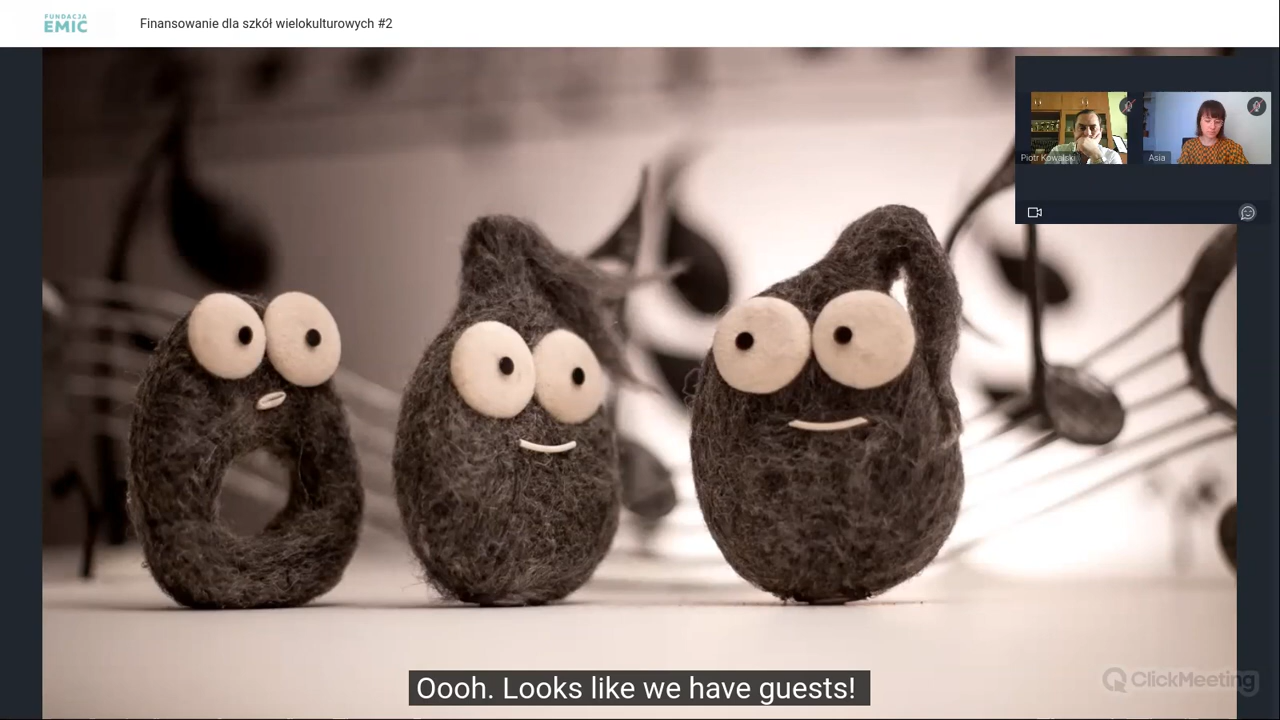 FUNDACJA
EMIC
Finansowanie dla szkół wielokulturowych #2
Piotr Kowalski
Asia
Oooh. Looks like we have guests!
ClickMeeting